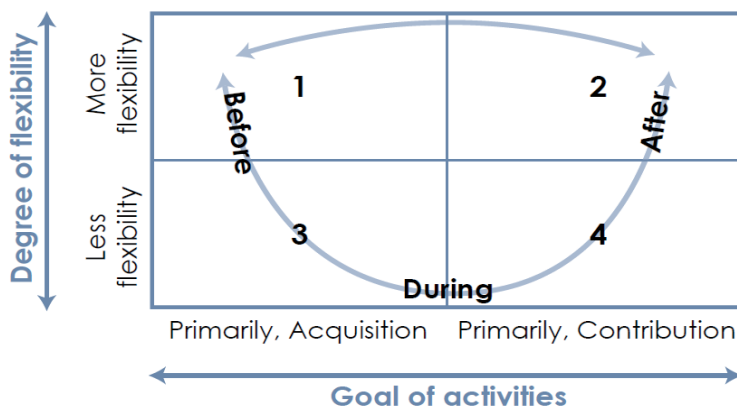 Degree of flexibility
More
flexibility
Less
flexibility
1
2
Before
After
3
4
During
Primarily, Acquisition
Primarily, Contribution
Goal of activities